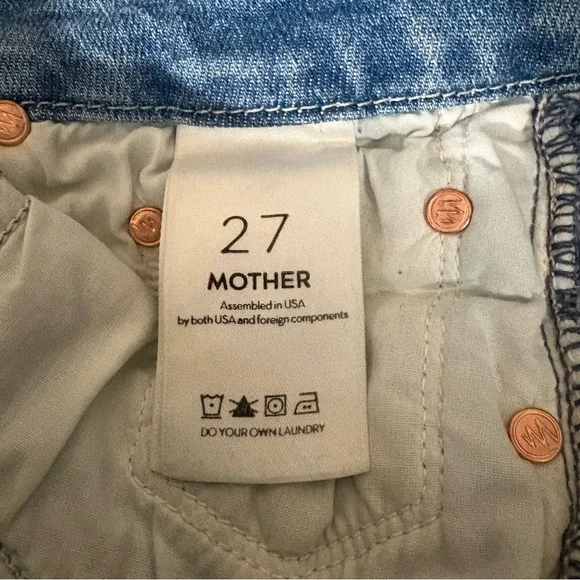 27
MOTHER
Assembled in USA
by both USA and foreign components
DO YOUR OWN LAUNDRY